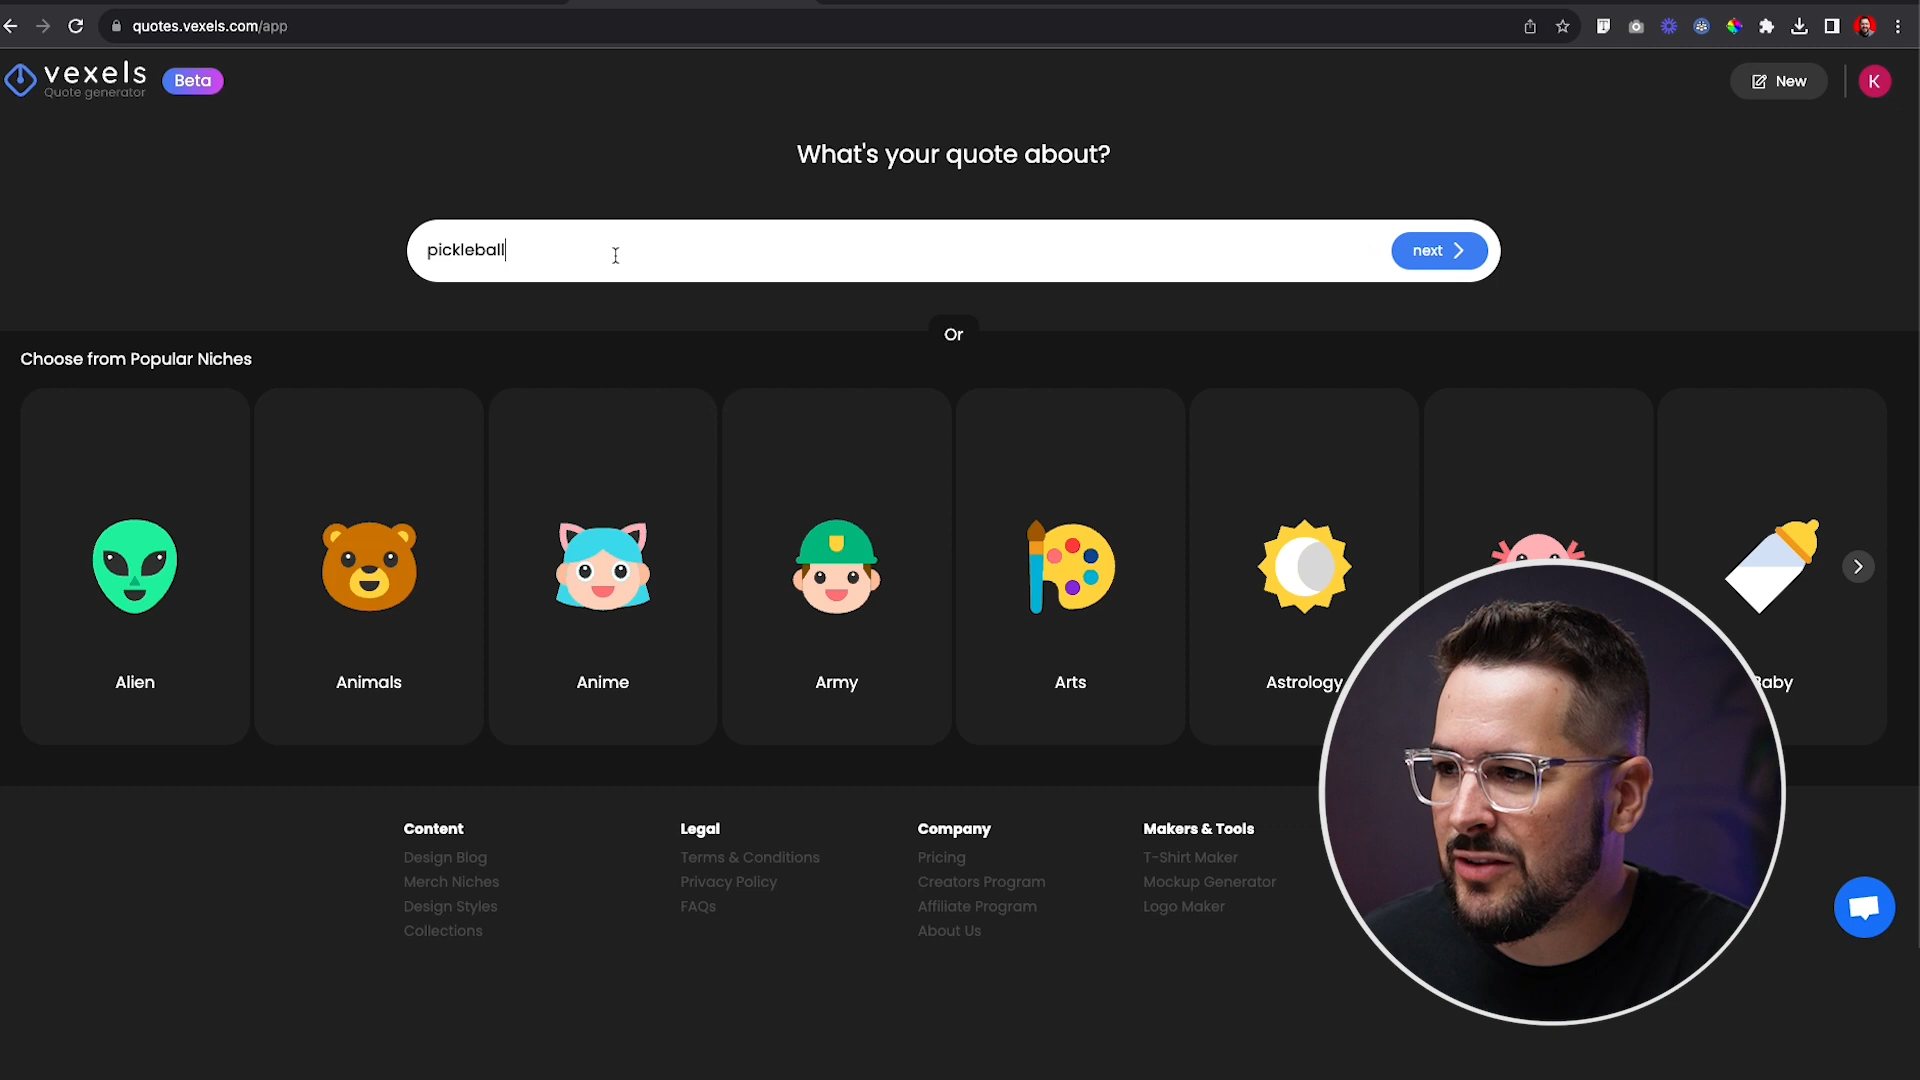 quotes.vexels.com/app
vexels
Quote generator
Beta
New
K
What's your quote about?
pickleball
next
Or
Choose from Popular Niches
Alien
Animals
Anime
Army
Arts
Astrology
Baby
Content
Design Blog
Merch Niches
Design Styles
Collections
Legal
Terms & Conditions
Privacy Policy
FAQs
Company
Pricing
Creators Program
Affiliate Program
About Us
Makers & Tools
T-Shirt Maker
Mockup Generator
Logo Maker